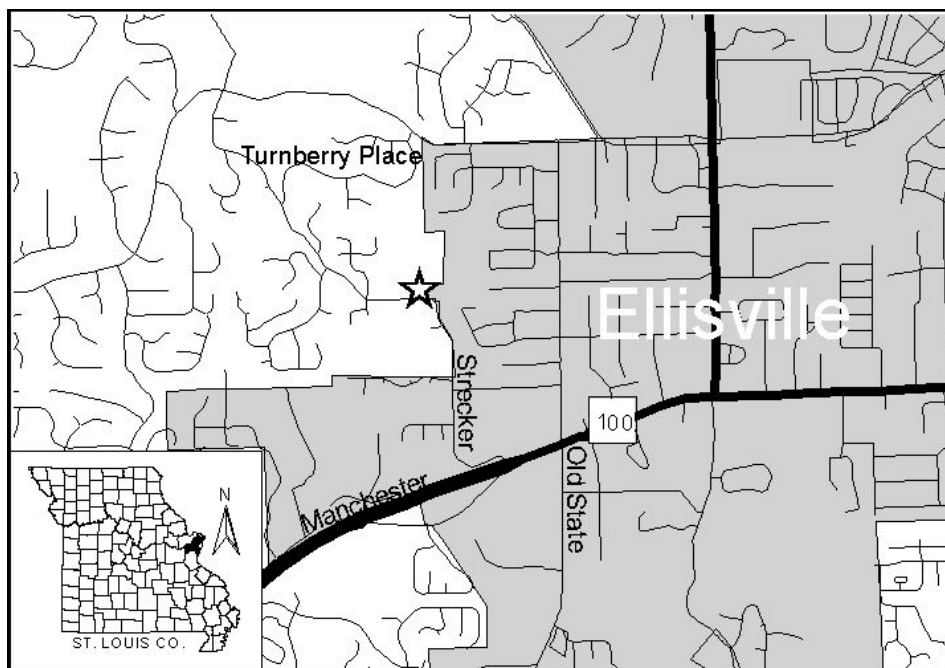 Turnberry Place
Ellisville
Strecker
100
Manchester
Old State
N
ST. LOUIS CO.